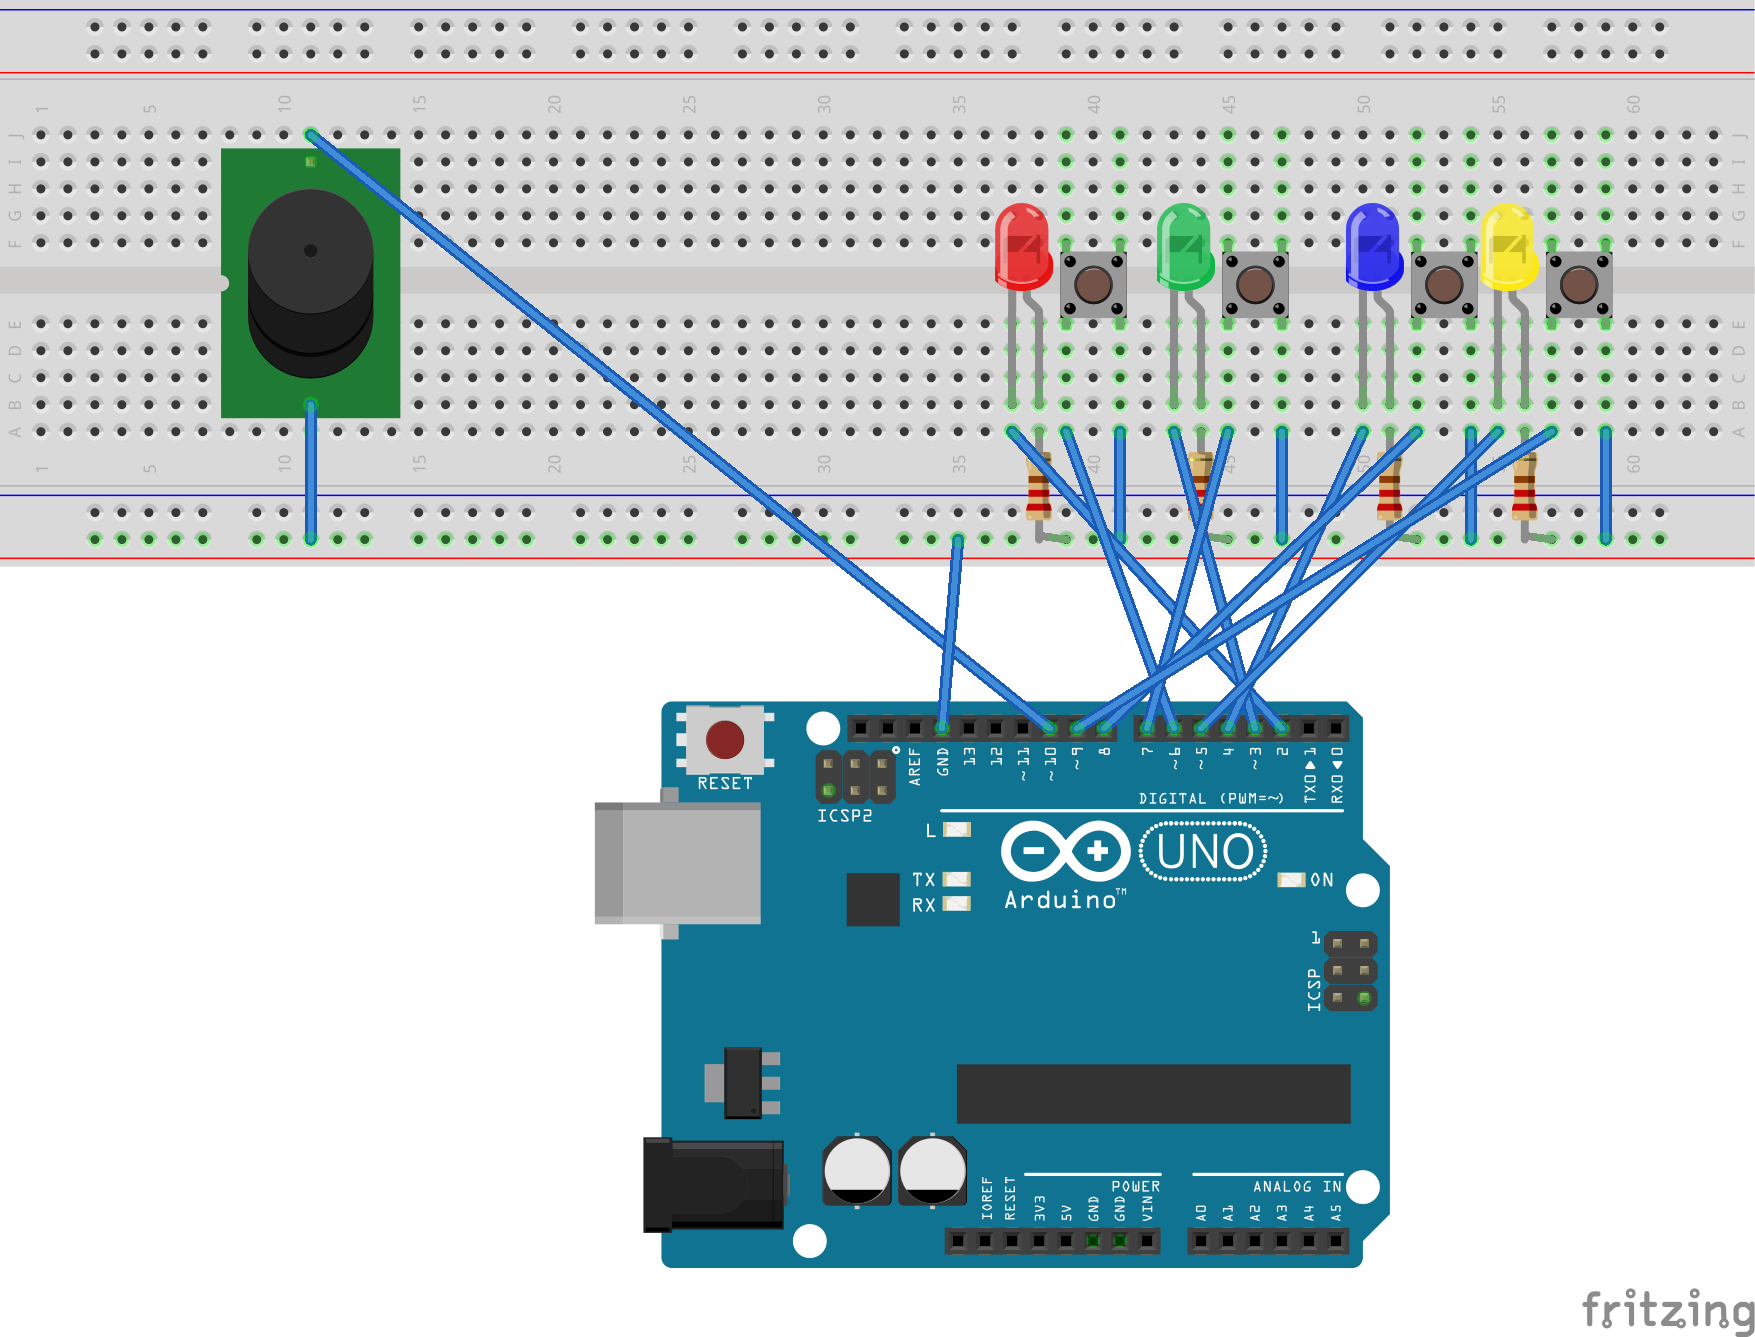 1 5 10 15 20 25 30 35 40 45 50 55 60
J J
I I
H H
G G
F F
E E
D D
C C
B B
A A
1 5 10 15 20 25 30 35 40 45 50 55 60
RESET
AREF GND 13 12 ~11 ~10 ~9 8 7 ~6 ~5 4 ~3 2 TX0▶1 RX0◀0
DIGITAL (PWM=~)
ICSP2
L
TX
RX
UNO
Arduino™
ON
1
ICSP
POWER
ANALOG IN
IOREF RESET 3V3 5V GND GND VIN A0 A1 A2 A3 A4 A5
fritzing